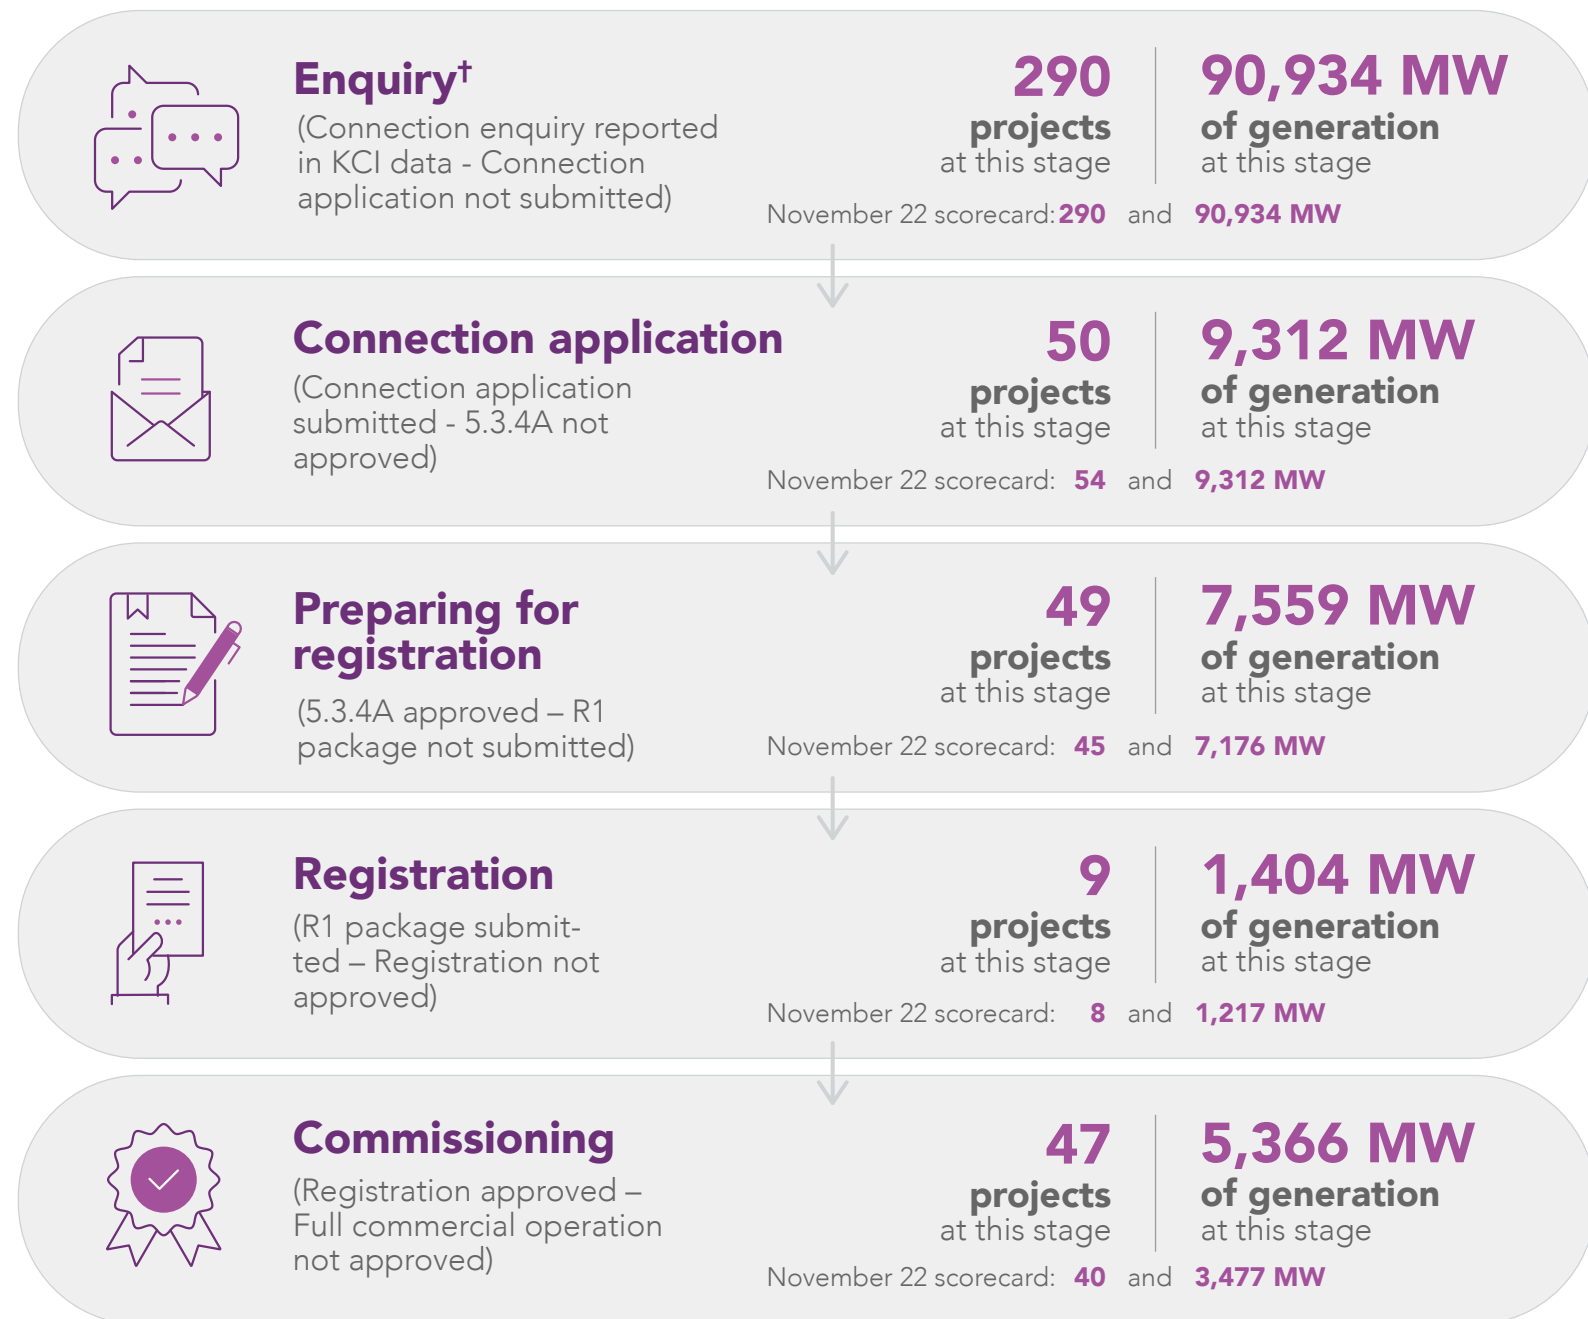 Enquiry†
(Connection enquiry reported
in KCI data - Connection
application not submitted)
290
projects
at this stage
90,934 MW
of generation
at this stage
November 22 scorecard: 290 and 90,934 MW
Connection application
(Connection application
submitted - 5.3.4A not
approved)
50
projects
at this stage
9,312 MW
of generation
at this stage
November 22 scorecard: 54 and 9,312 MW
Preparing for
registration
(5.3.4A approved – R1
package not submitted)
49
projects
at this stage
7,559 MW
of generation
at this stage
November 22 scorecard: 45 and 7,176 MW
Registration
(R1 package submit-
ted – Registration not
approved)
9
projects
at this stage
1,404 MW
of generation
at this stage
November 22 scorecard: 8 and 1,217 MW
Commissioning
(Registration approved –
Full commercial operation
not approved)
47
projects
at this stage
5,366 MW
of generation
at this stage
November 22 scorecard: 40 and 3,477 MW